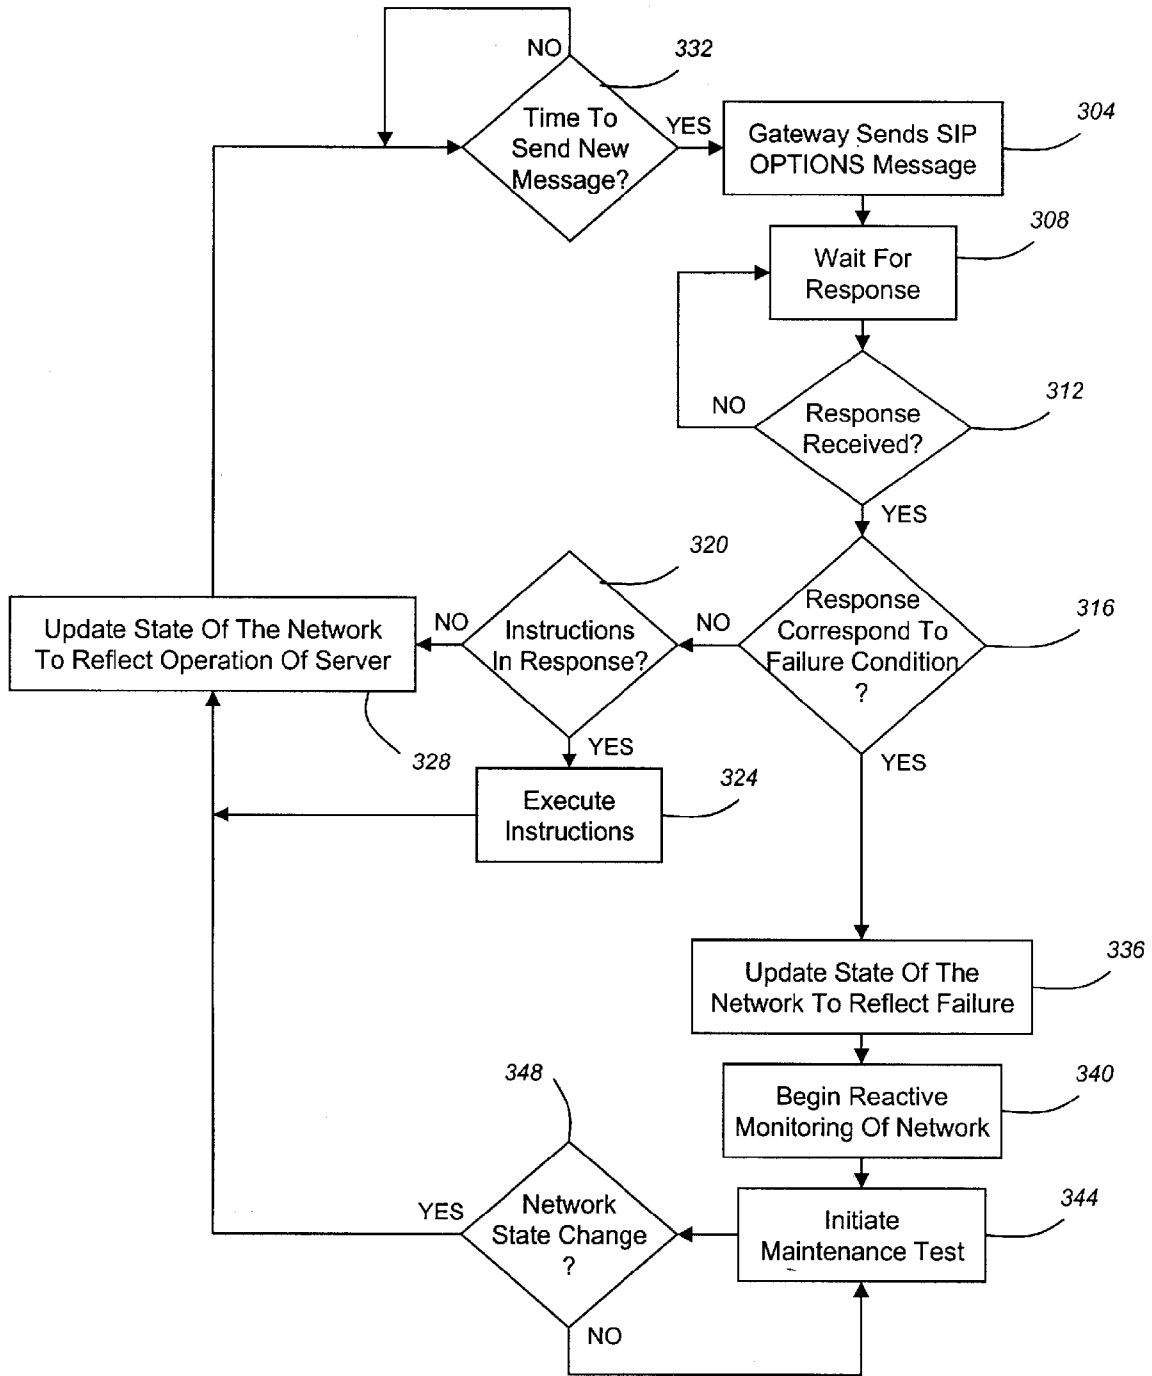 NO
332
Time To
Send New
Message?
YES
Gateway Sends SIP
OPTIONS Message
304
Wait For
Response
308
NO
Response
Received?
312
YES
320
Response
Correspond To
Failure Condition
?
316
NO
Instructions
In Response?
NO
Update State Of The Network
To Reflect Operation Of Server
328
YES
YES
Execute
Instructions
324
Update State Of The
Network To Reflect Failure
336
Begin Reactive
Monitoring Of Network
340
348
Network
State Change
?
YES
Initiate
Maintenance Test
344
NO